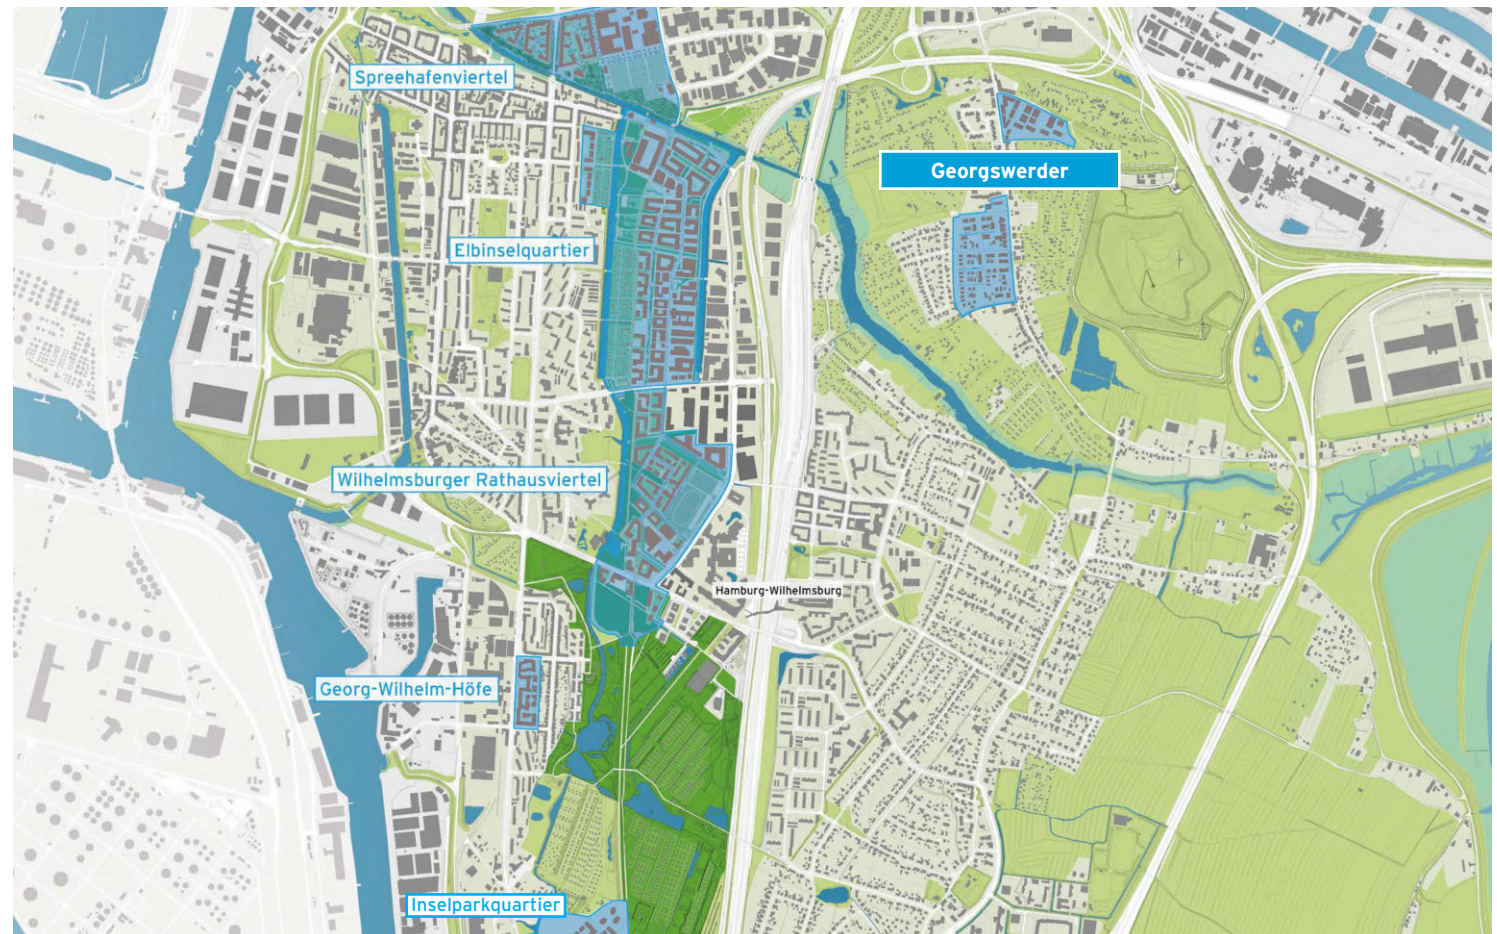 Spreehafenviertel
Georgswerder
Elbinselquartier
Wilhelmsburger Rathausviertel
Hamburg-Wilhelmsburg
Georg-Wilhelm-Höfe
Inselparkquartier